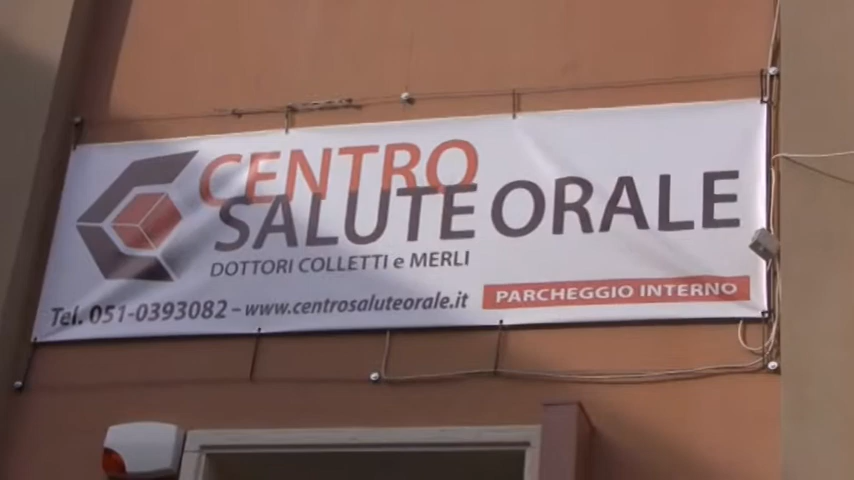 CENTRO
SALUTE ORALE
DOTTORI COLLETTI e MERLI
Tel. 051-0393082 - www.centrosaluteorale.it
PARCHEGGIO INTERNO